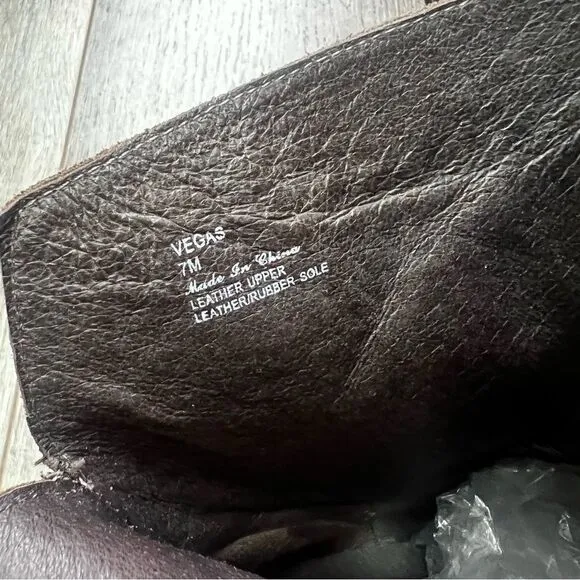 VEGAS
7M
Made In China
LEATHER UPPER
LEATHER/RUBBER SOLE